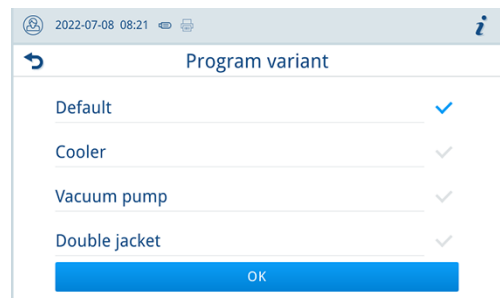 2022-07-08 08:21
i
Program variant
Default
Cooler
Vacuum pump
Double jacket
OK